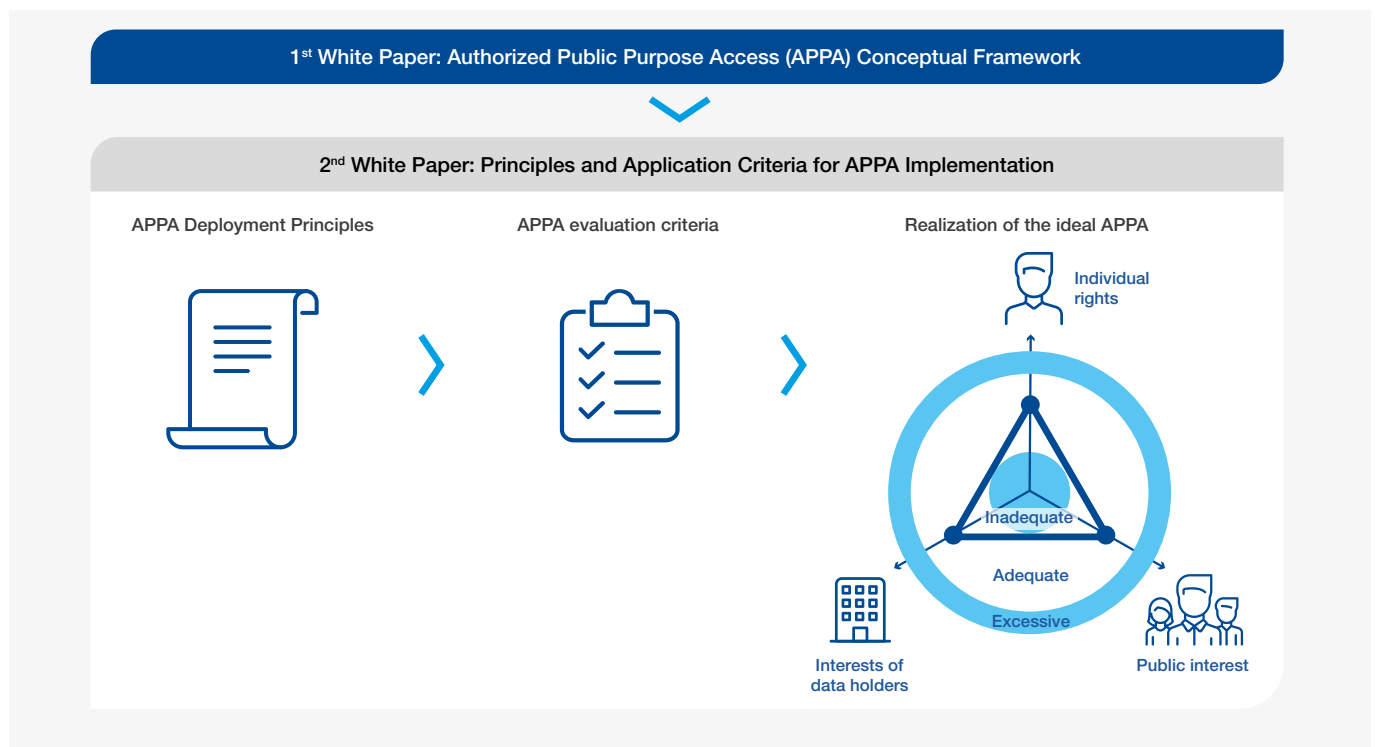 1st White Paper: Authorized Public Purpose Access (APPA) Conceptual Framework
2nd White Paper: Principles and Application Criteria for APPA Implementation
APPA Deployment Principles
APPA evaluation criteria
Realization of the ideal APPA
Individual
rights
Inadequate
Adequate
Excessive
Interests of
data holders
Public interest